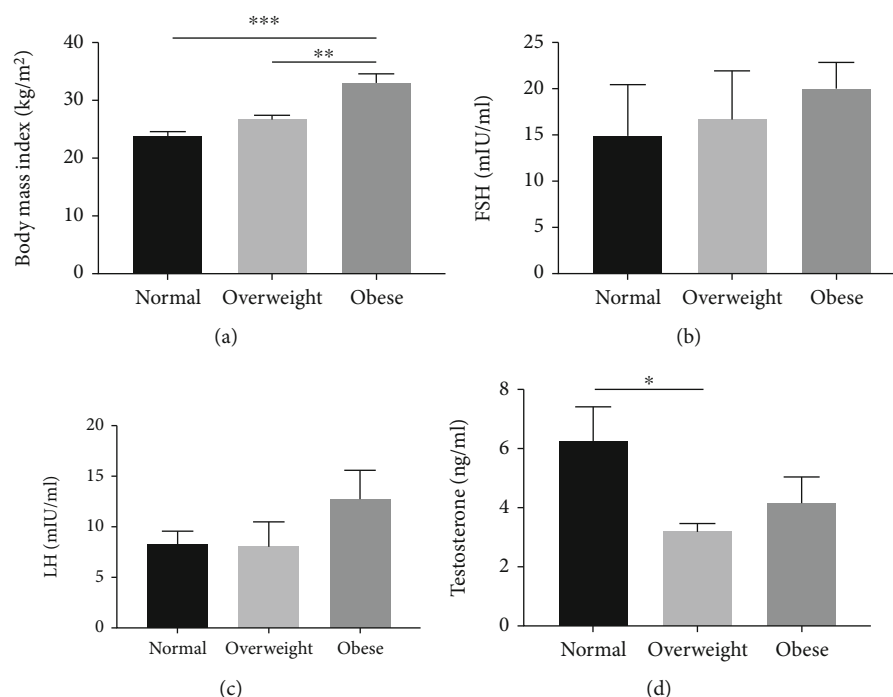 Body mass index (kg/m²)
40
30
20
10
0
***
**
Normal Overweight Obese
(a)
FSH (mIU/ml)
25
20
15
10
5
0
Normal Overweight Obese
(b)
LH (mIU/ml)
20
15
10
5
0
Normal Overweight Obese
(c)
Testosterone (ng/ml)
8
6
4
2
0
*
Normal Overweight Obese
(d)